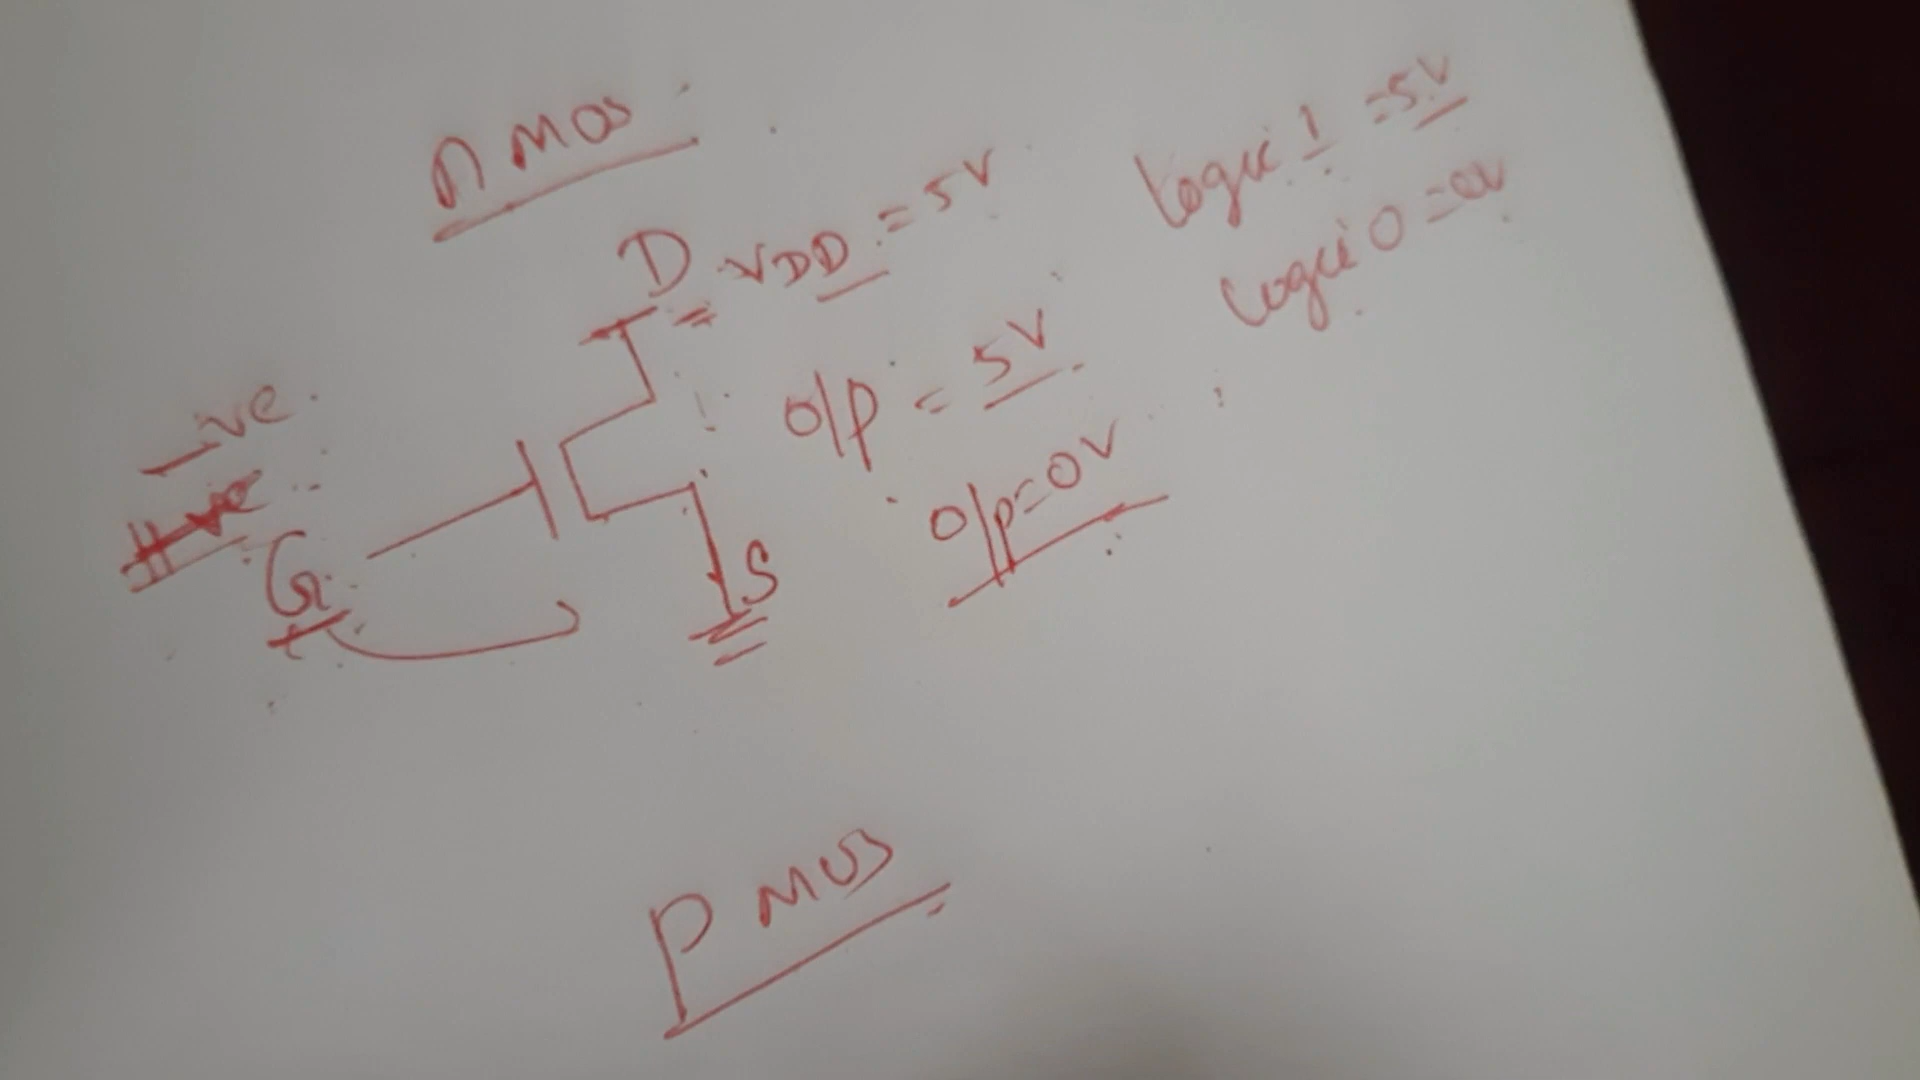 n MOS
Logic 1 = 5V
Logic 0 = 0V
D VDD = 5V
-ve
O/P = 5V
O/P = 0V
G
S
P MOS